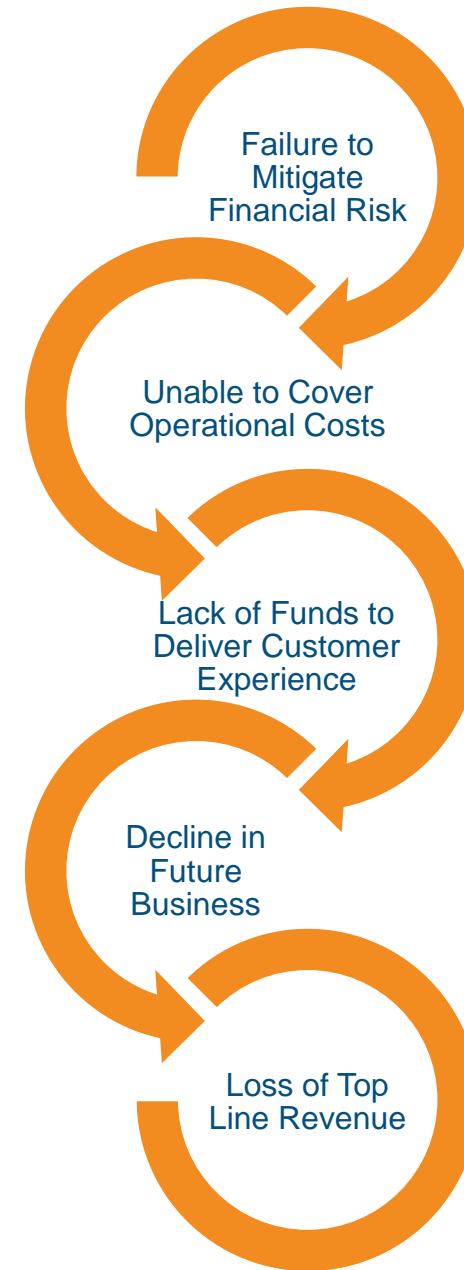 Failure to
Mitigate
Financial Risk
Unable to Cover
Operational Costs
Lack of Funds to
Deliver Customer
Experience
Decline in
Future
Business
Loss of Top
Line Revenue